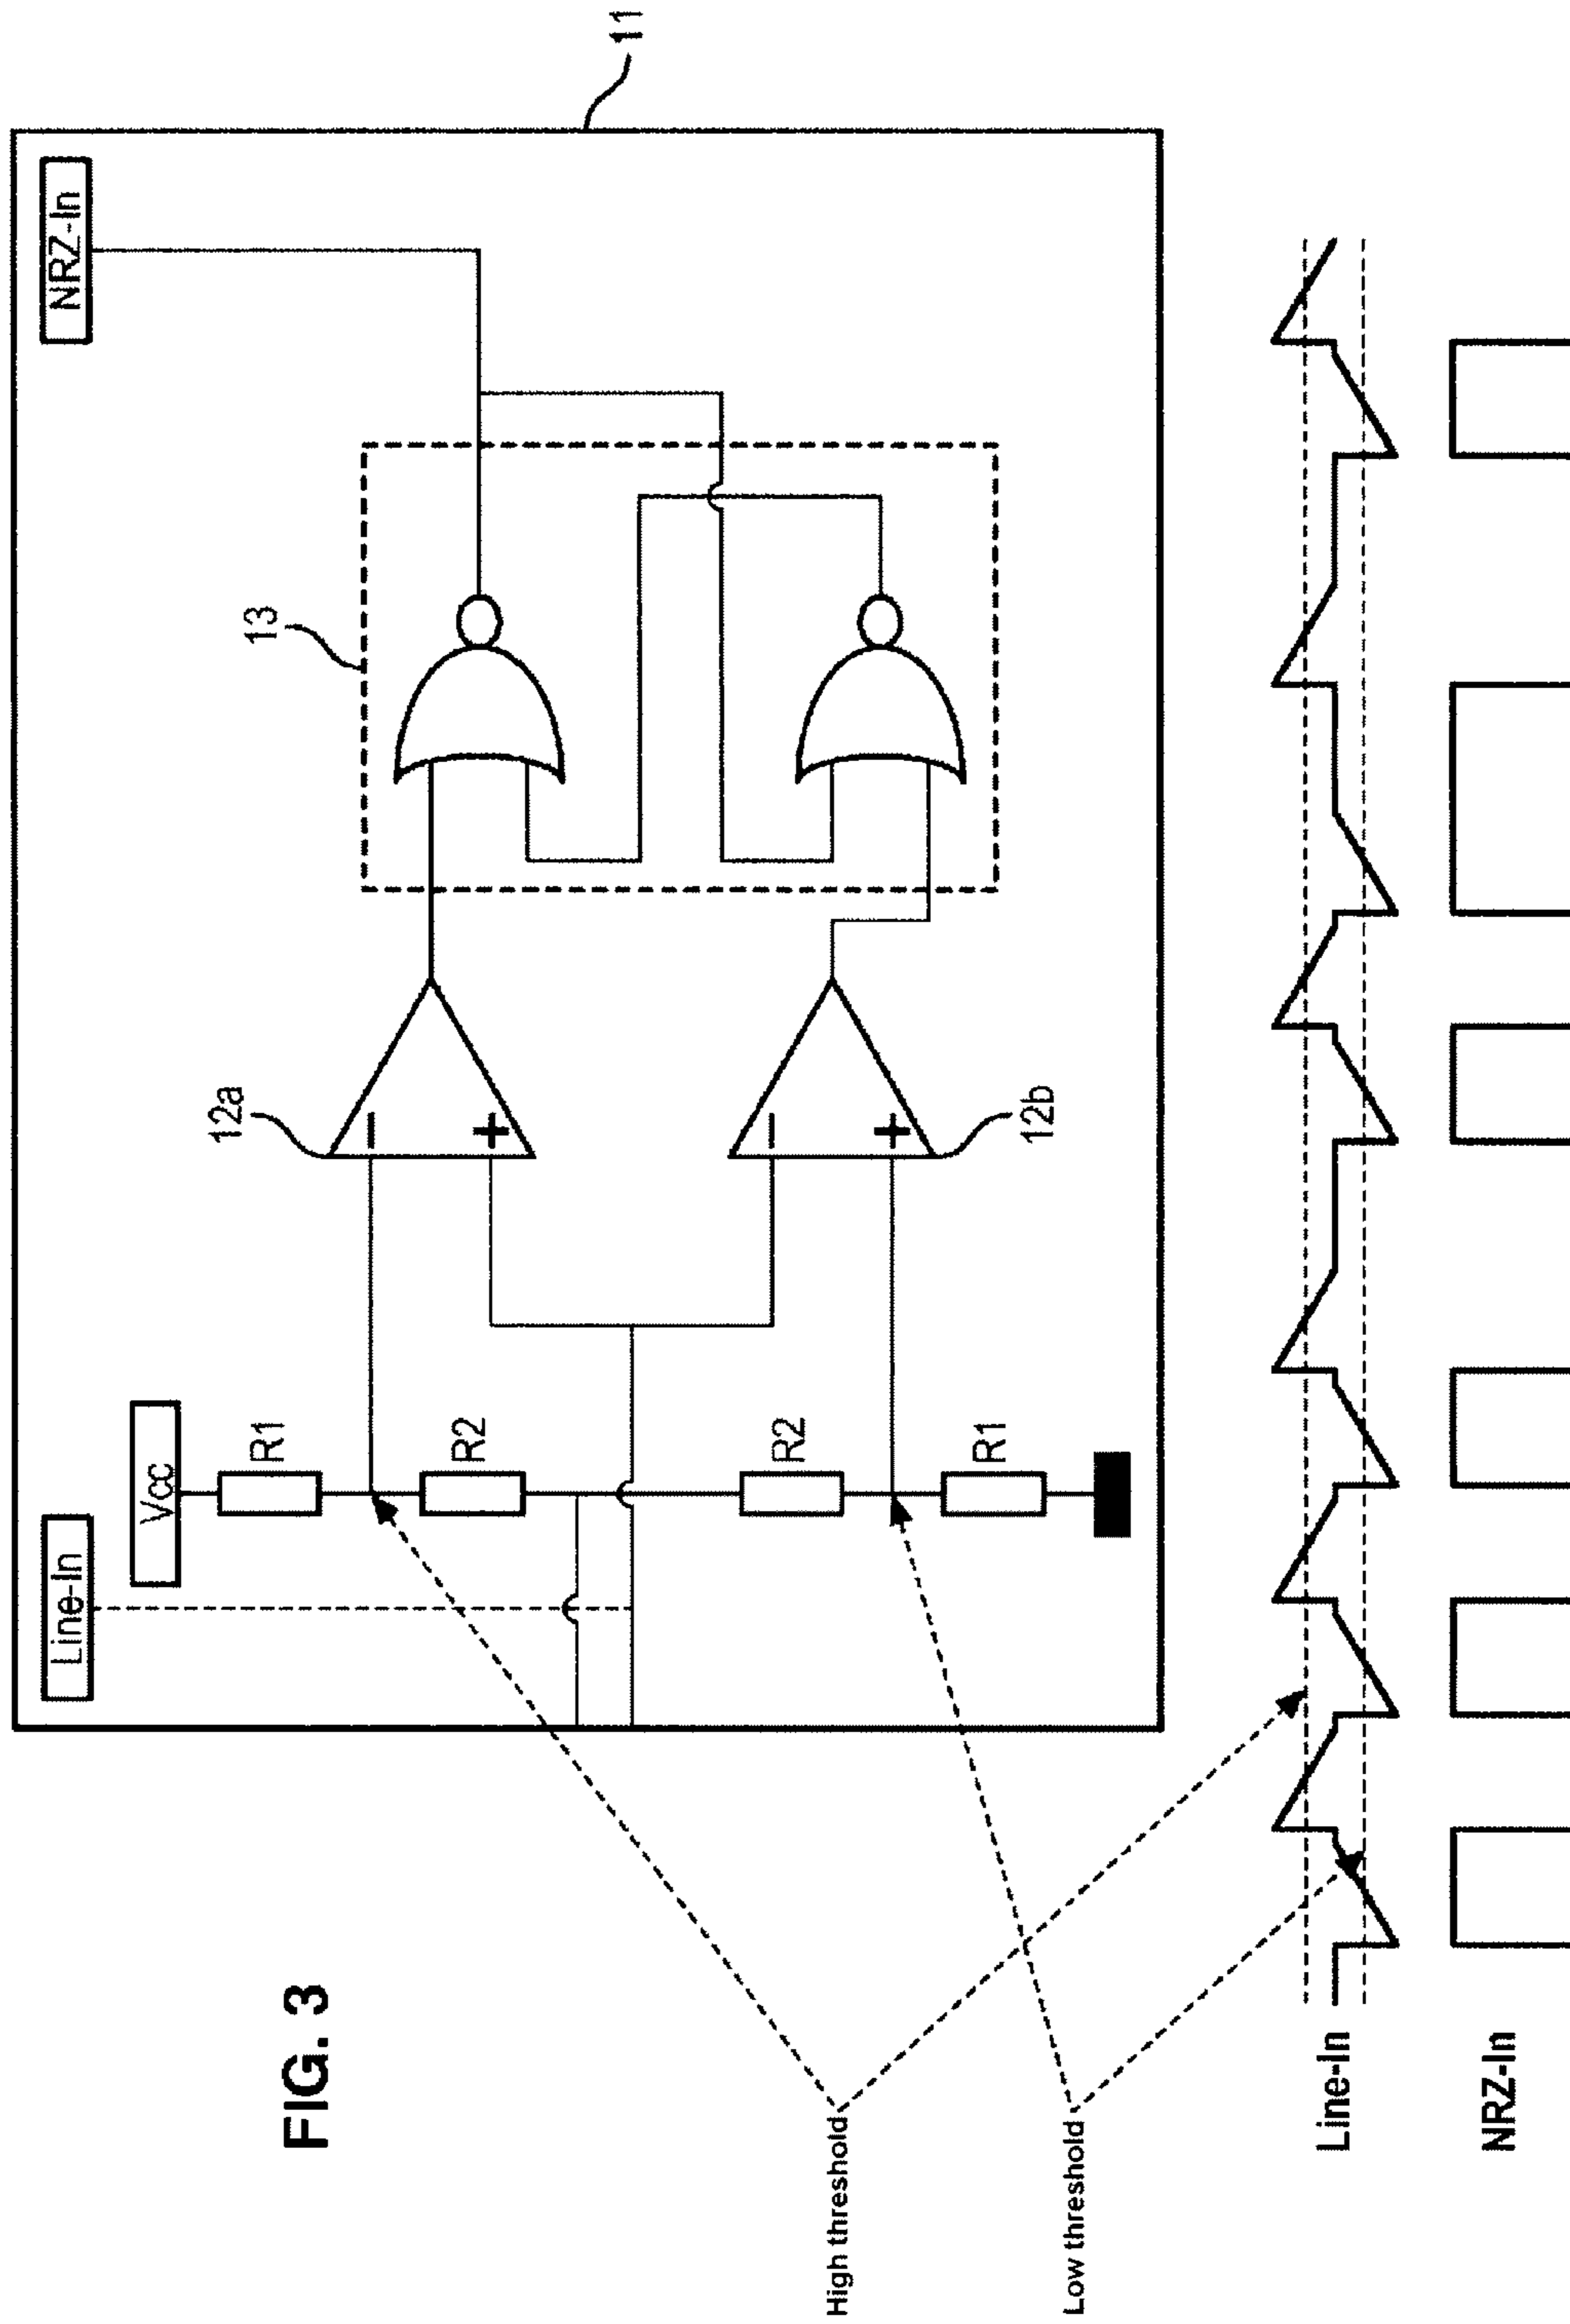 FIG. 3
Line-In
Vcc
NRZ-In
11
R1
R2
R2
R1
12a
12b
13
–
+
–
+
High threshold
Low threshold
Line-In
NRZ-In